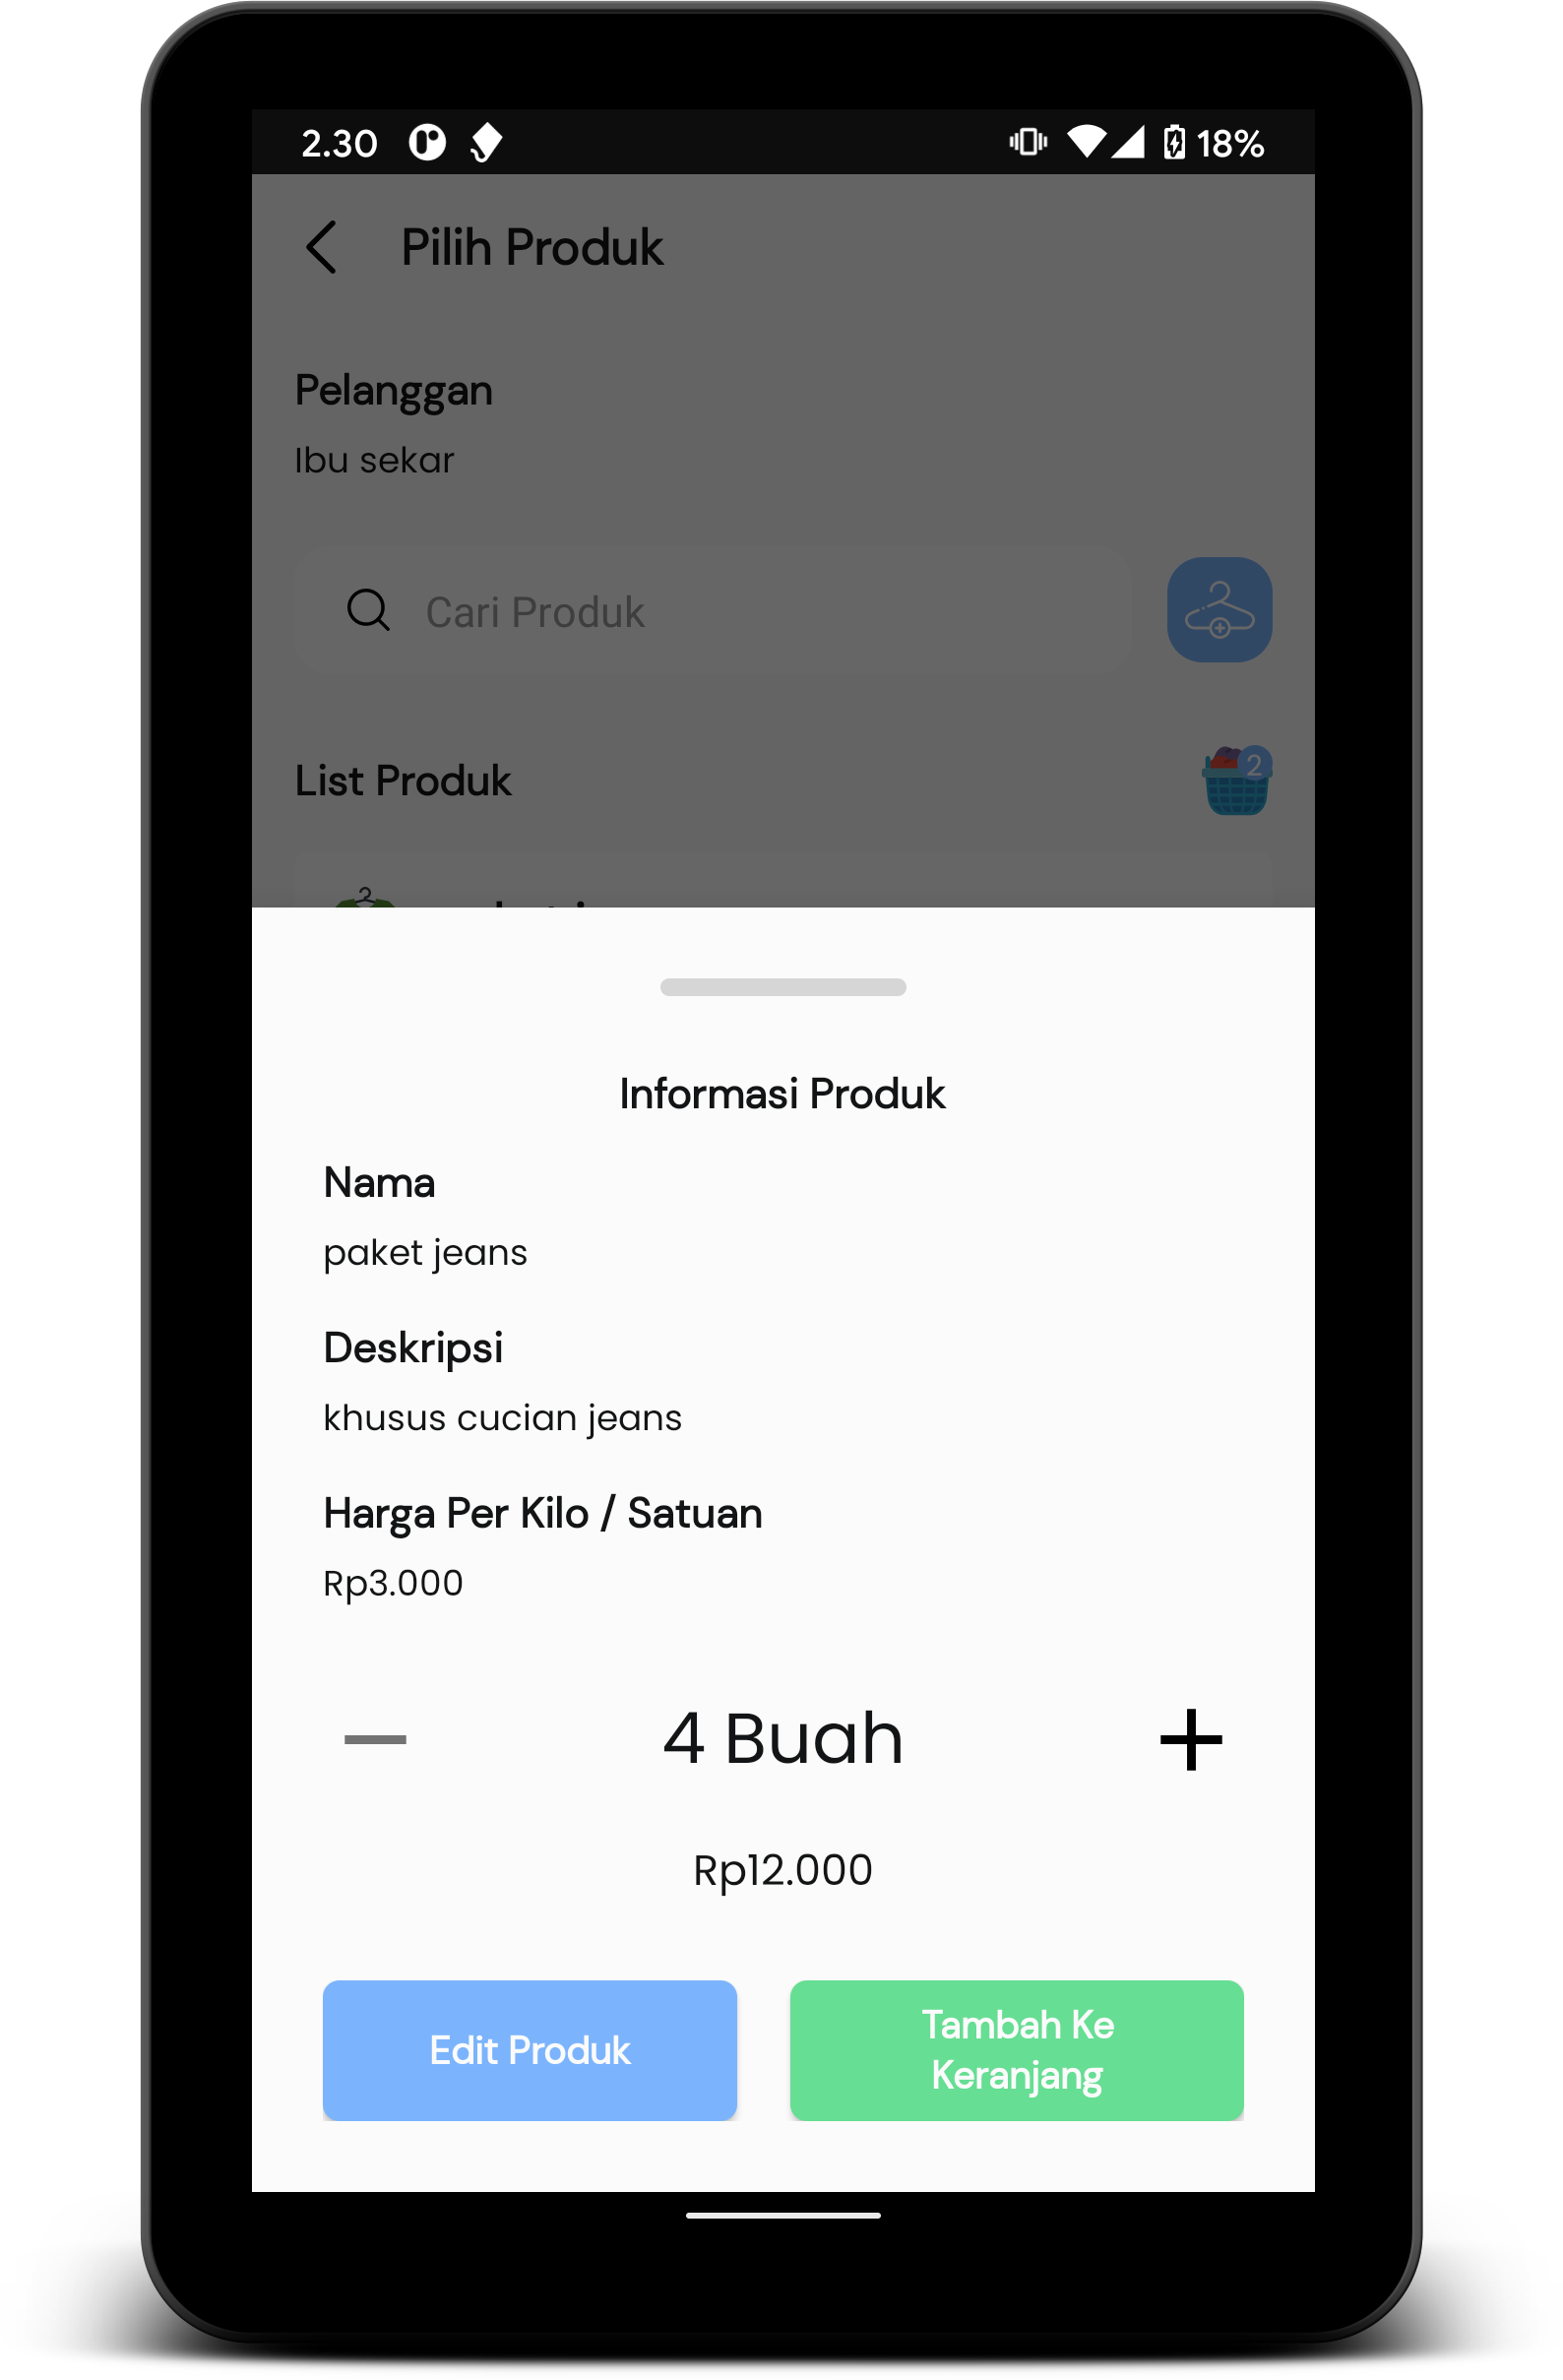 2.30
18%
Pilih Produk
Pelanggan
Ibu sekar
Cari Produk
List Produk
2
Informasi Produk
Nama
paket jeans
Deskripsi
khusus cucian jeans
Harga Per Kilo / Satuan
Rp3.000
4 Buah
Rp12.000
Edit Produk
Tambah Ke
Keranjang